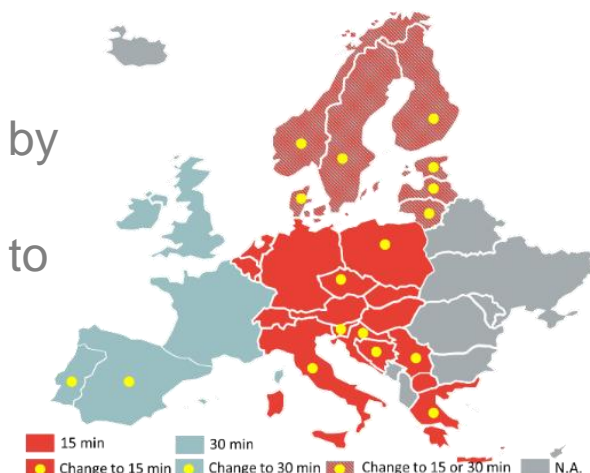 by
to
15 min
30 min
Change to 15 min
Change to 30 min
Change to 15 or 30 min
N.A.